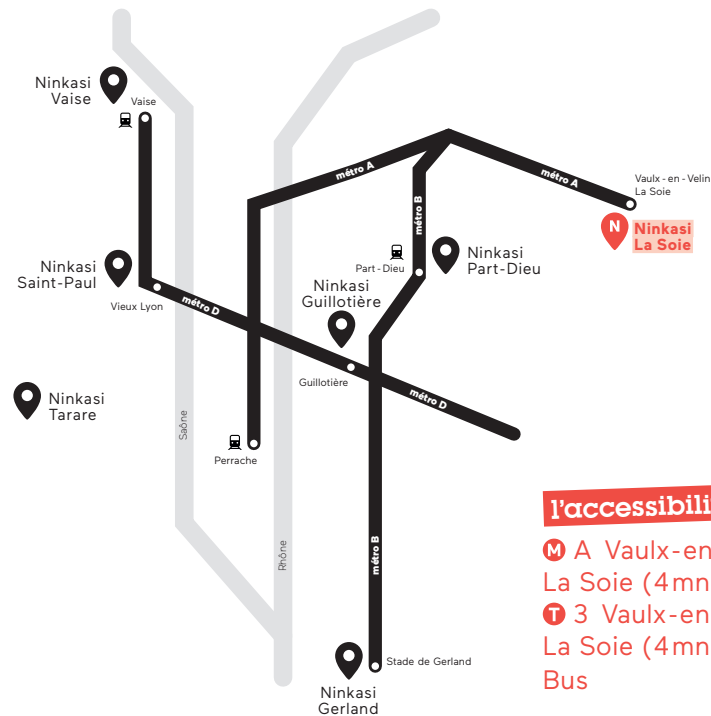 Ninkasi
Vaise
Vaise
métro A
métro A
Vaulx - en - Velin
La Soie
N
Ninkasi
La Soie
métro B
Ninkasi
Part-Dieu
Part - Dieu
Ninkasi
Saint-Paul
Vieux Lyon
métro D
Ninkasi
Guillotière
Guillotière
métro D
Ninkasi
Tarare
Saône
Perrache
Rhône
métro B
Stade de Gerland
Ninkasi
Gerland
l'accessibili
M A Vaulx-en
La Soie (4mn
T 3 Vaulx-en
La Soie (4mn
Bus